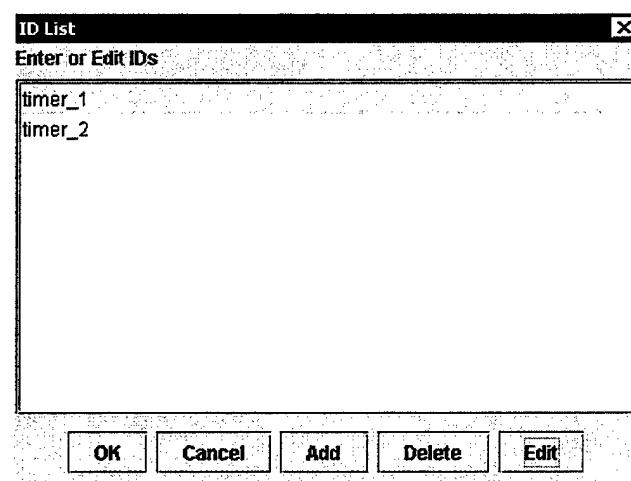 ID List
Enter or Edit IDs
timer_1
timer_2
OK Cancel Add Delete Edit